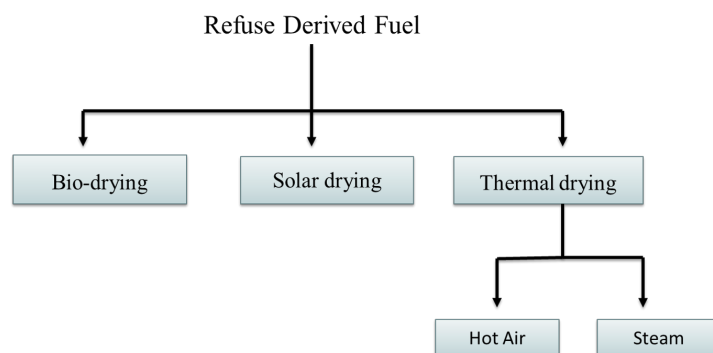 Refuse Derived Fuel
Bio-drying
Solar drying
Thermal drying
Hot Air
Steam